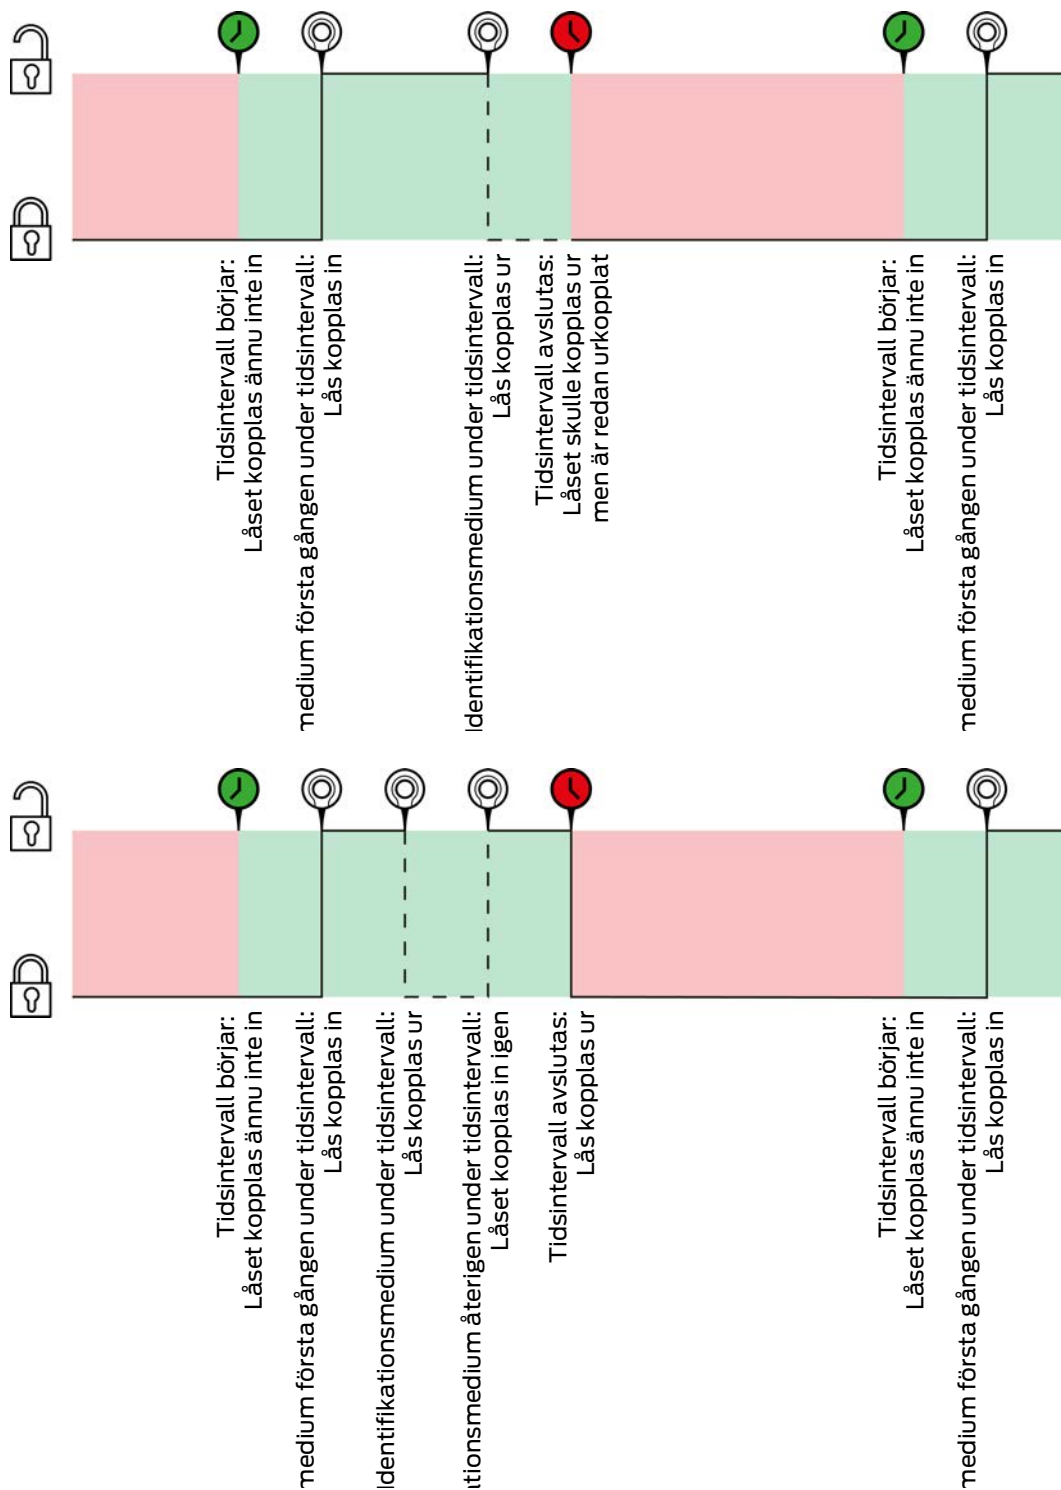 Tidsintervall börjar:
Låset kopplas ännu inte in
medium första gången under tidsintervall:
Lås kopplas in
Identifikationsmedium under tidsintervall:
Lås kopplas ur
Tidsintervall avslutas:
Låset skulle kopplas ur
men är redan urkopplat
Tidsintervall börjar:
Låset kopplas ännu inte in
medium första gången under tidsintervall:
Lås kopplas in
Tidsintervall börjar:
Låset kopplas ännu inte in
medium första gången under tidsintervall:
Lås kopplas in
Identifikationsmedium under tidsintervall:
Lås kopplas ur
ationsmedium återigen under tidsintervall:
Låset kopplas in igen
Tidsintervall avslutas:
Lås kopplas ur
Tidsintervall börjar:
Låset kopplas ännu inte in
medium första gången under tidsintervall:
Lås kopplas in